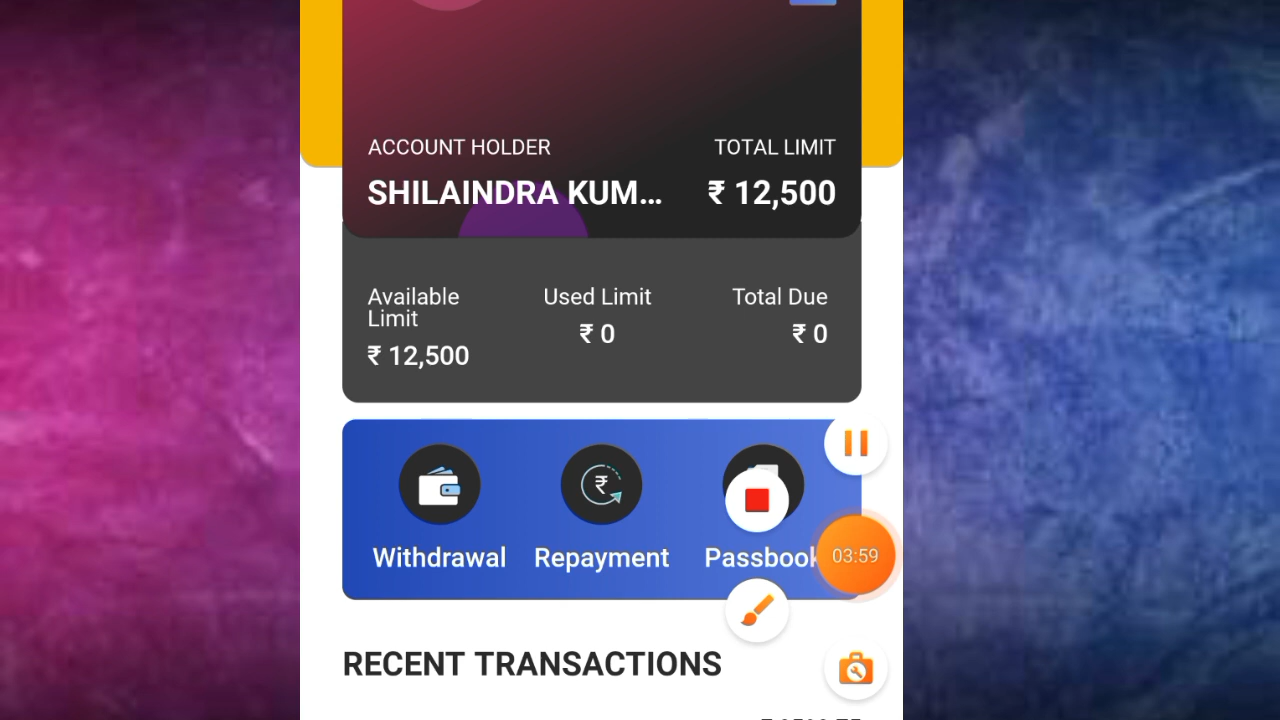 ACCOUNT HOLDER TOTAL LIMIT
SHILAINDRA KUM... ₹ 12,500
Available Limit Used Limit Total Due
₹ 12,500 ₹ 0 ₹ 0
Withdrawal Repayment Passbook
03:59
RECENT TRANSACTIONS